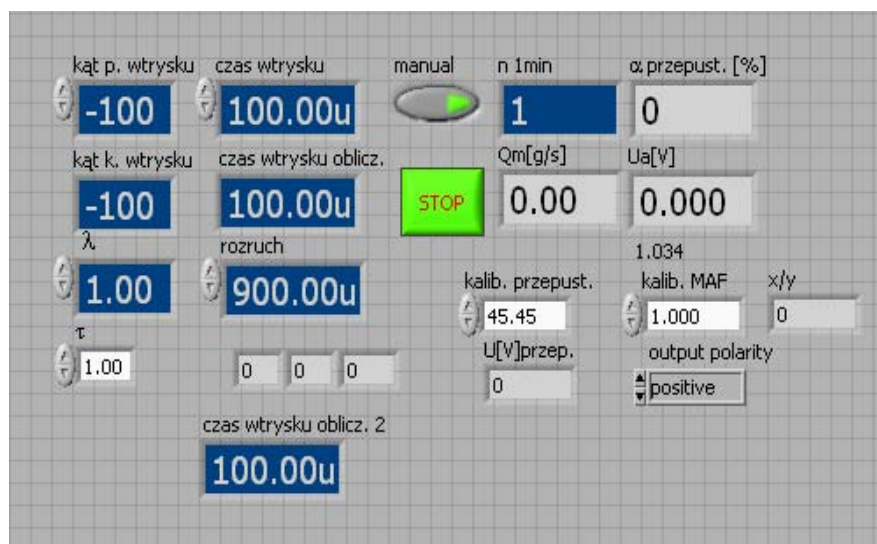 kąt p. wtrysku czas wtrysku manual n 1min α przepust. [%]
-100 100.00u 1 0
kąt k. wtrysku czas wtrysku oblicz. Qm[g/s] Ua[V]
-100 100.00u STOP 0.00 0.000
λ rozruch 1.034
1.00 900.00u kalib. przepust. kalib. MAF x/y
45.45 1.000 0
τ U[V]przep. output polarity
1.00 0 0 0 0 positive
czas wtrysku oblicz. 2
100.00u